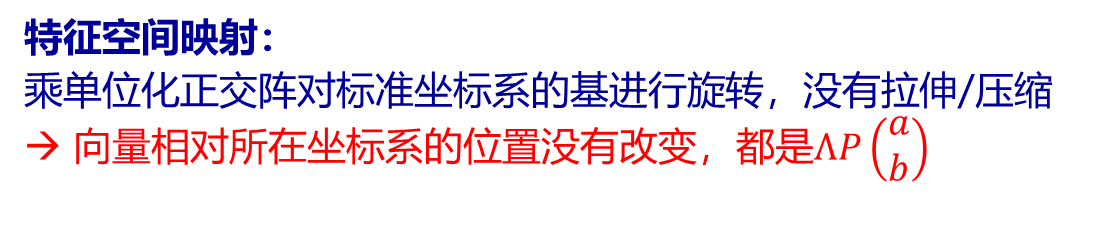 特征空间映射：
乘单位化正交阵对标准坐标系的基进行旋转，没有拉伸/压缩
→ 向量相对所在坐标系的位置没有改变，都是ΛP(a b)